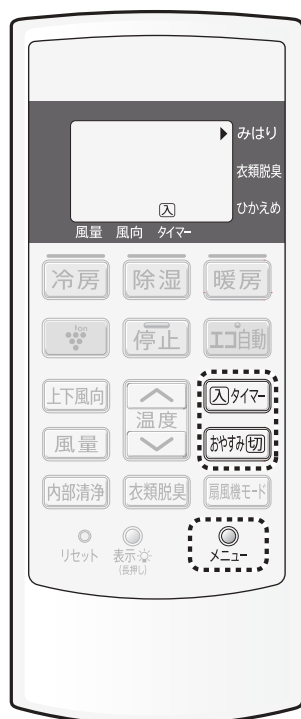 みはり
衣類脱臭
入 ひかえめ
風量 風向 タイマー
冷房 除湿 暖房
Ion 停止 エコ自動
上下風向 入タイマー
温度
風量 おやすみ切
内部清浄 衣類脱臭 扇風機モード
リセット 表示 メニュー
(長押し)